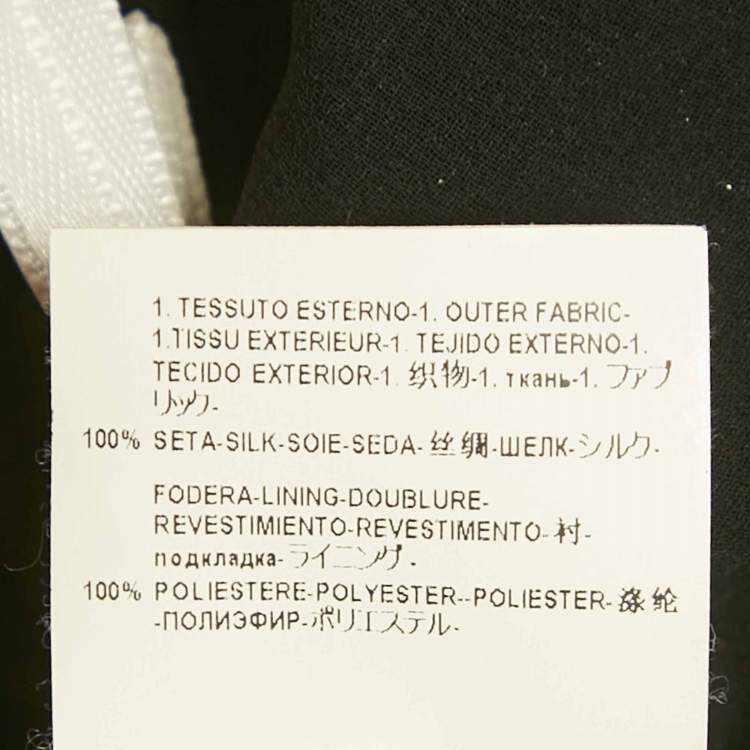 1. TESSUTO ESTERNO-1. OUTER FABRIC-
1.TISSU EXTERIEUR-1. TEJIDO EXTERNO-1.
TECIDO EXTERIOR-1. 织物-1. ткань-1. ファブ
リック-
100% SETA-SILK-SOIE-SEDA-丝绸-ШЕЛК-シルク-
FODERA-LINING-DOUBLURE-
REVESTIMIENTO-REVESTIMENTO-衬-
подкладка-ライニング-
100% POLIESTERE-POLYESTER--POLIESTER-涤纶
-ПОЛИЭФИР-ポリエステル-